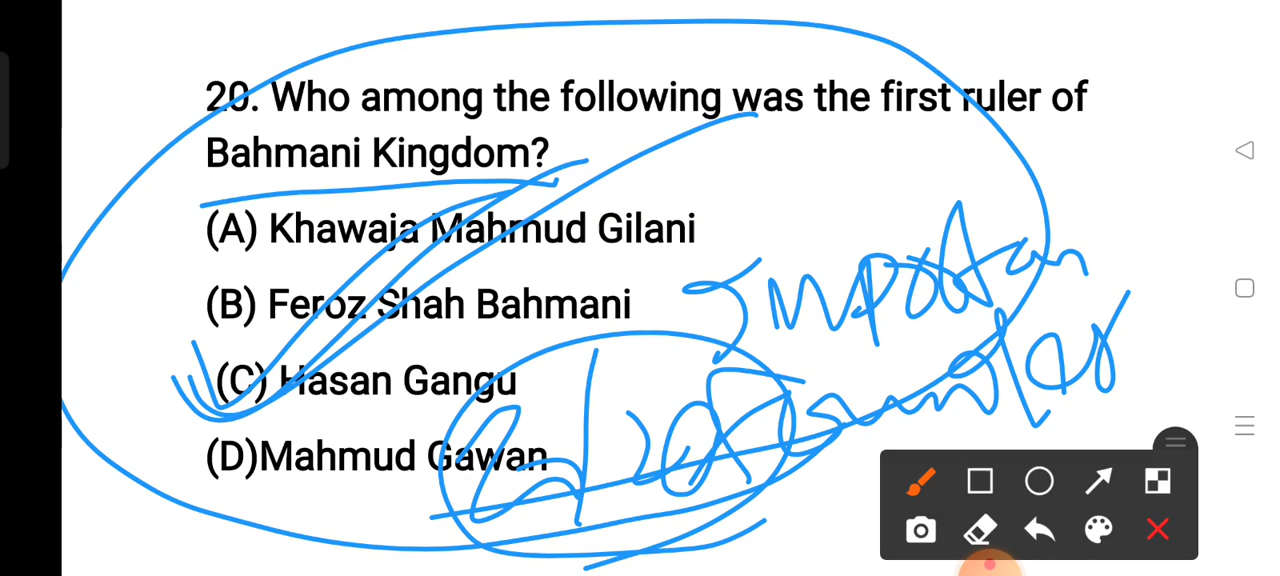 20. Who among the following was the first ruler of
Bahmani Kingdom?
(A) Khawaja Mahmud Gilani
(B) Feroz Shah Bahmani
(C) Hasan Gangu
(D)Mahmud Gawan